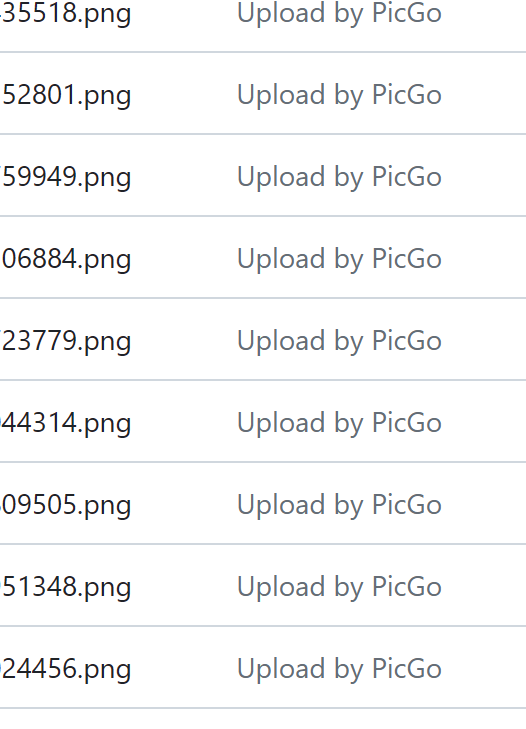 35518.png Upload by PicGo
52801.png Upload by PicGo
59949.png Upload by PicGo
06884.png Upload by PicGo
23779.png Upload by PicGo
44314.png Upload by PicGo
09505.png Upload by PicGo
51348.png Upload by PicGo
24456.png Upload by PicGo